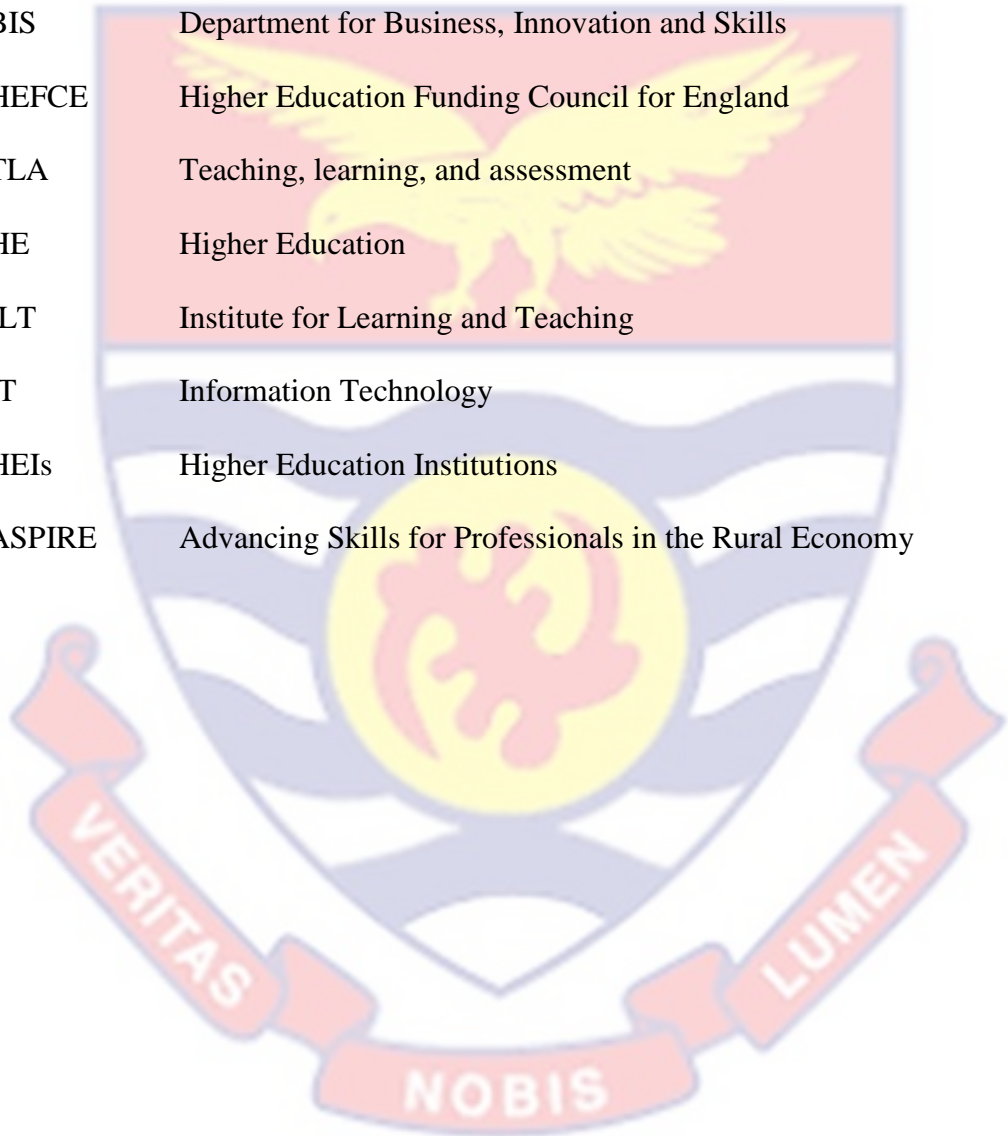 BIS Department for Business, Innovation and Skills
HEFCE Higher Education Funding Council for England
TLA Teaching, learning, and assessment
HE Higher Education
ILT Institute for Learning and Teaching
IT Information Technology
HEIs Higher Education Institutions
ASPIRE Advancing Skills for Professionals in the Rural Economy
VERITAS
NOBIS
LUMEN